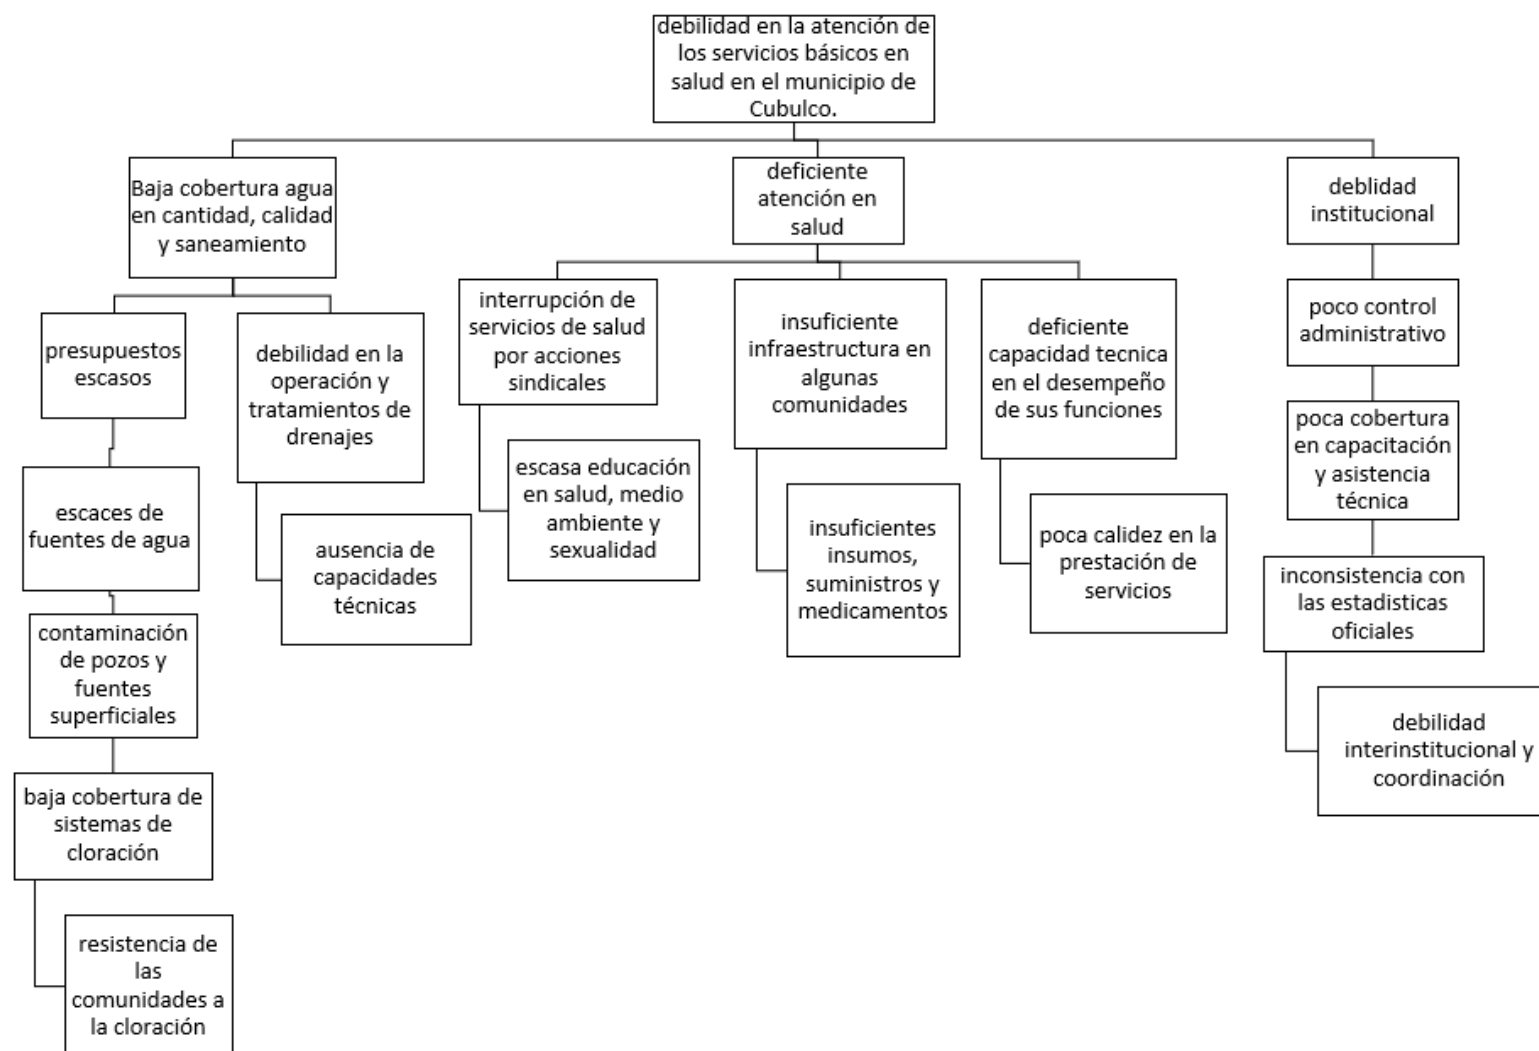 debilidad en la atención de
los servicios básicos en
salud en el municipio de
Cubulco.
Baja cobertura agua
en cantidad, calidad
y saneamiento
deficiente
atención en
salud
deblidad
institucional
presupuestos
escasos
debilidad en la
operación y
tratamientos de
drenajes
interrupción de
servicios de salud
por acciones
sindicales
insuficiente
infraestructura en
algunas
comunidades
deficiente
capacidad tecnica
en el desempeño
de sus funciones
poco control
administrativo
escaces de
fuentes de agua
ausencia de
capacidades
técnicas
escasa educación
en salud, medio
ambiente y
sexualidad
insuficientes
insumos,
suministros y
medicamentos
poca calidez en la
prestación de
servicios
poca cobertura
en capacitación
y asistencia
técnica
contaminación
de pozos y
fuentes
superficiales
inconsistencia con
las estadisticas
oficiales
baja cobertura de
sistemas de
cloración
debilidad
interinstitucional y
coordinación
resistencia de
las
comunidades a
la cloración